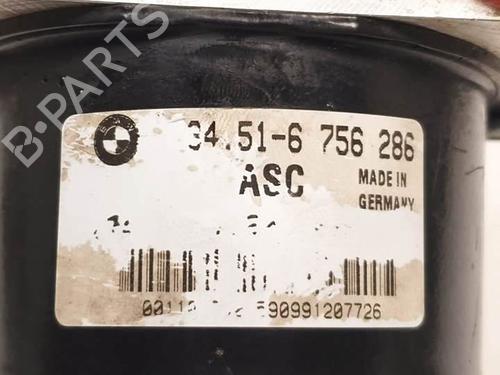 34.51-6 756 286
ASC
MADE IN
GERMANY
90991207726
B-PARTS